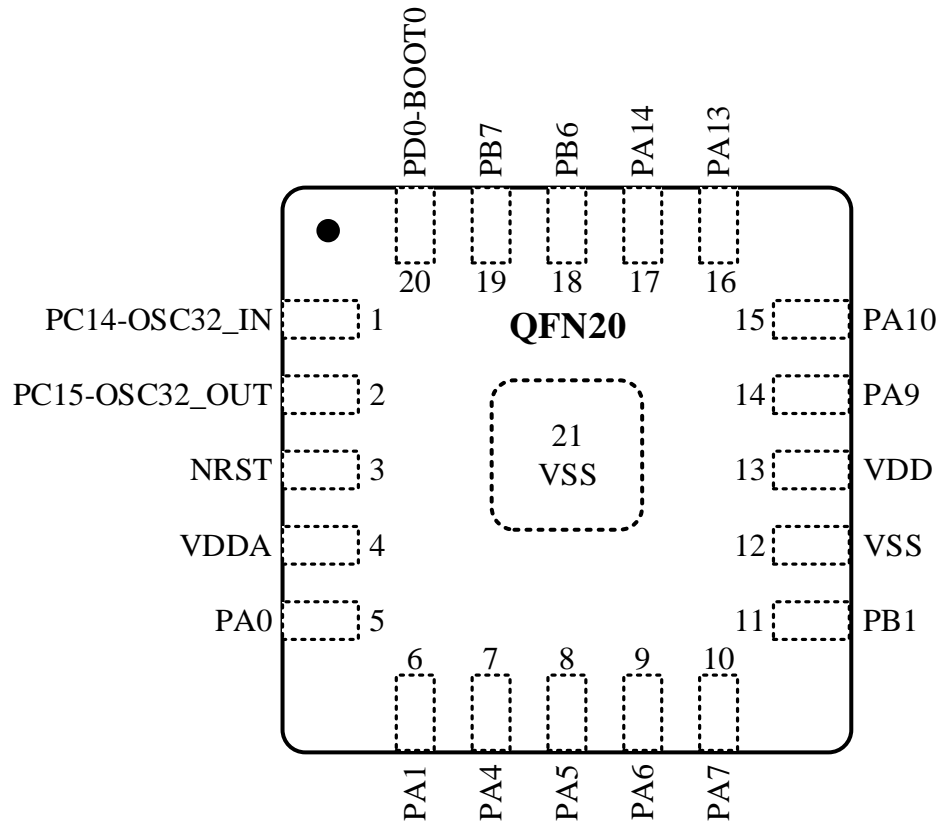 PD0-BOOT0
PB7
PB6
PA14
PA13
20
19
18
17
16
QFN20
PC14-OSC32_IN 1
PC15-OSC32_OUT 2
NRST 3
VDDA 4
PA0 5
21
VSS
15 PA10
14 PA9
13 VDD
12 VSS
11 PB1
6
7
8
9
10
PA1
PA4
PA5
PA6
PA7